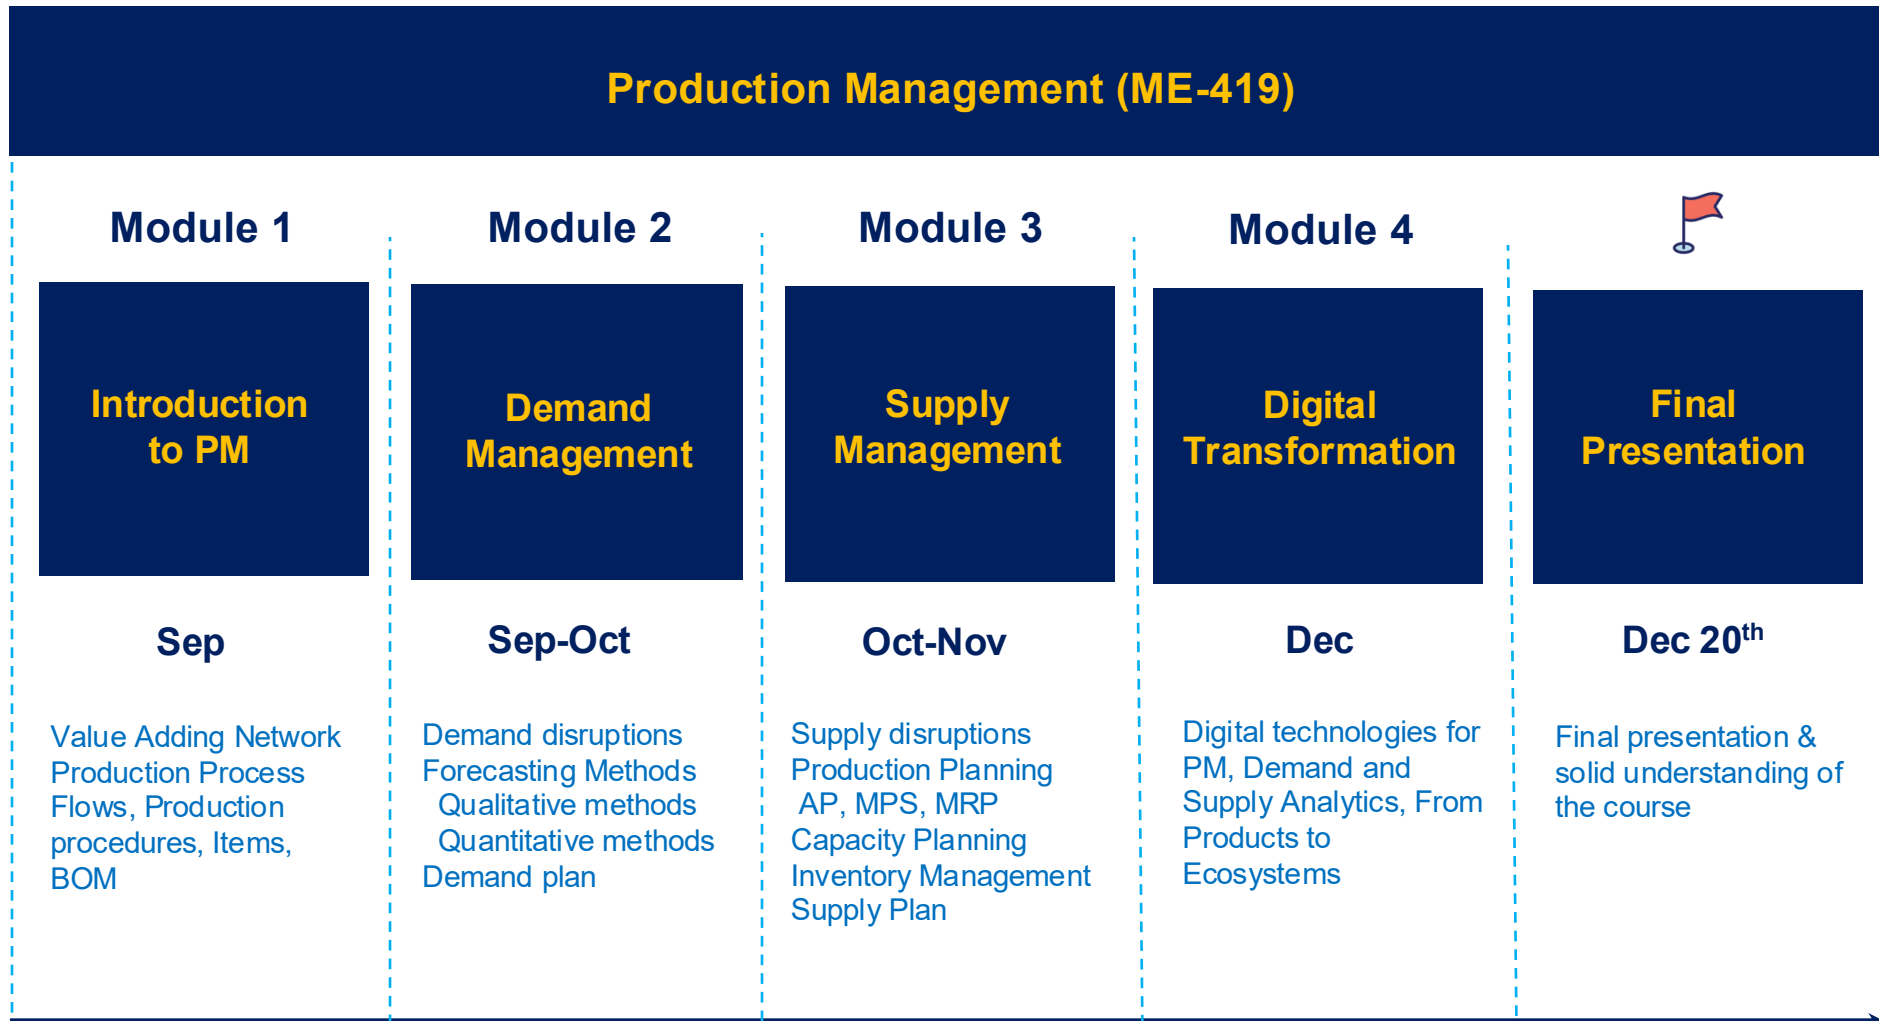 Production Management (ME-419)
Module 1
Introduction
to PM
Sep
Value Adding Network
Production Process
Flows, Production
procedures, Items,
BOM
Module 2
Demand
Management
Sep-Oct
Demand disruptions
Forecasting Methods
Qualitative methods
Quantitative methods
Demand plan
Module 3
Supply
Management
Oct-Nov
Supply disruptions
Production Planning
AP, MPS, MRP
Capacity Planning
Inventory Management
Supply Plan
Module 4
Digital
Transformation
Dec
Digital technologies for
PM, Demand and
Supply Analytics, From
Products to
Ecosystems
Final
Presentation
Dec 20th
Final presentation &
solid understanding of
the course